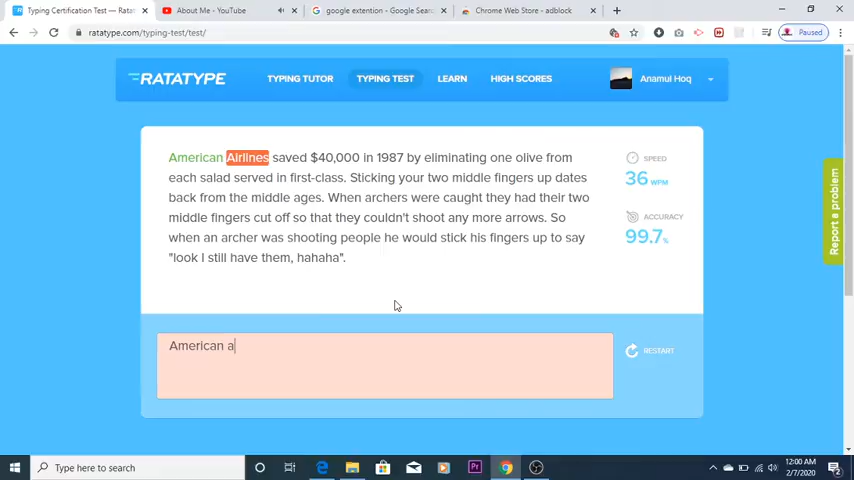 Typing Certification Test — Ratat
About Me - YouTube
google extention - Google Searc
Chrome Web Store - adblock
ratatype.com/typing-test/test/
Paused
RATATYPE
TYPING TUTOR
TYPING TEST
LEARN
HIGH SCORES
Anamul Hoq
American Airlines saved $40,000 in 1987 by eliminating one olive from
each salad served in first-class. Sticking your two middle fingers up dates
back from the middle ages. When archers were caught they had their two
middle fingers cut off so that they couldn't shoot any more arrows. So
when an archer was shooting people he would stick his fingers up to say
"look I still have them, hahaha".
SPEED
36 WPM
ACCURACY
99.7%
Report a problem
American a
RESTART
Type here to search
Pr
12:00 AM
2/7/2020
2